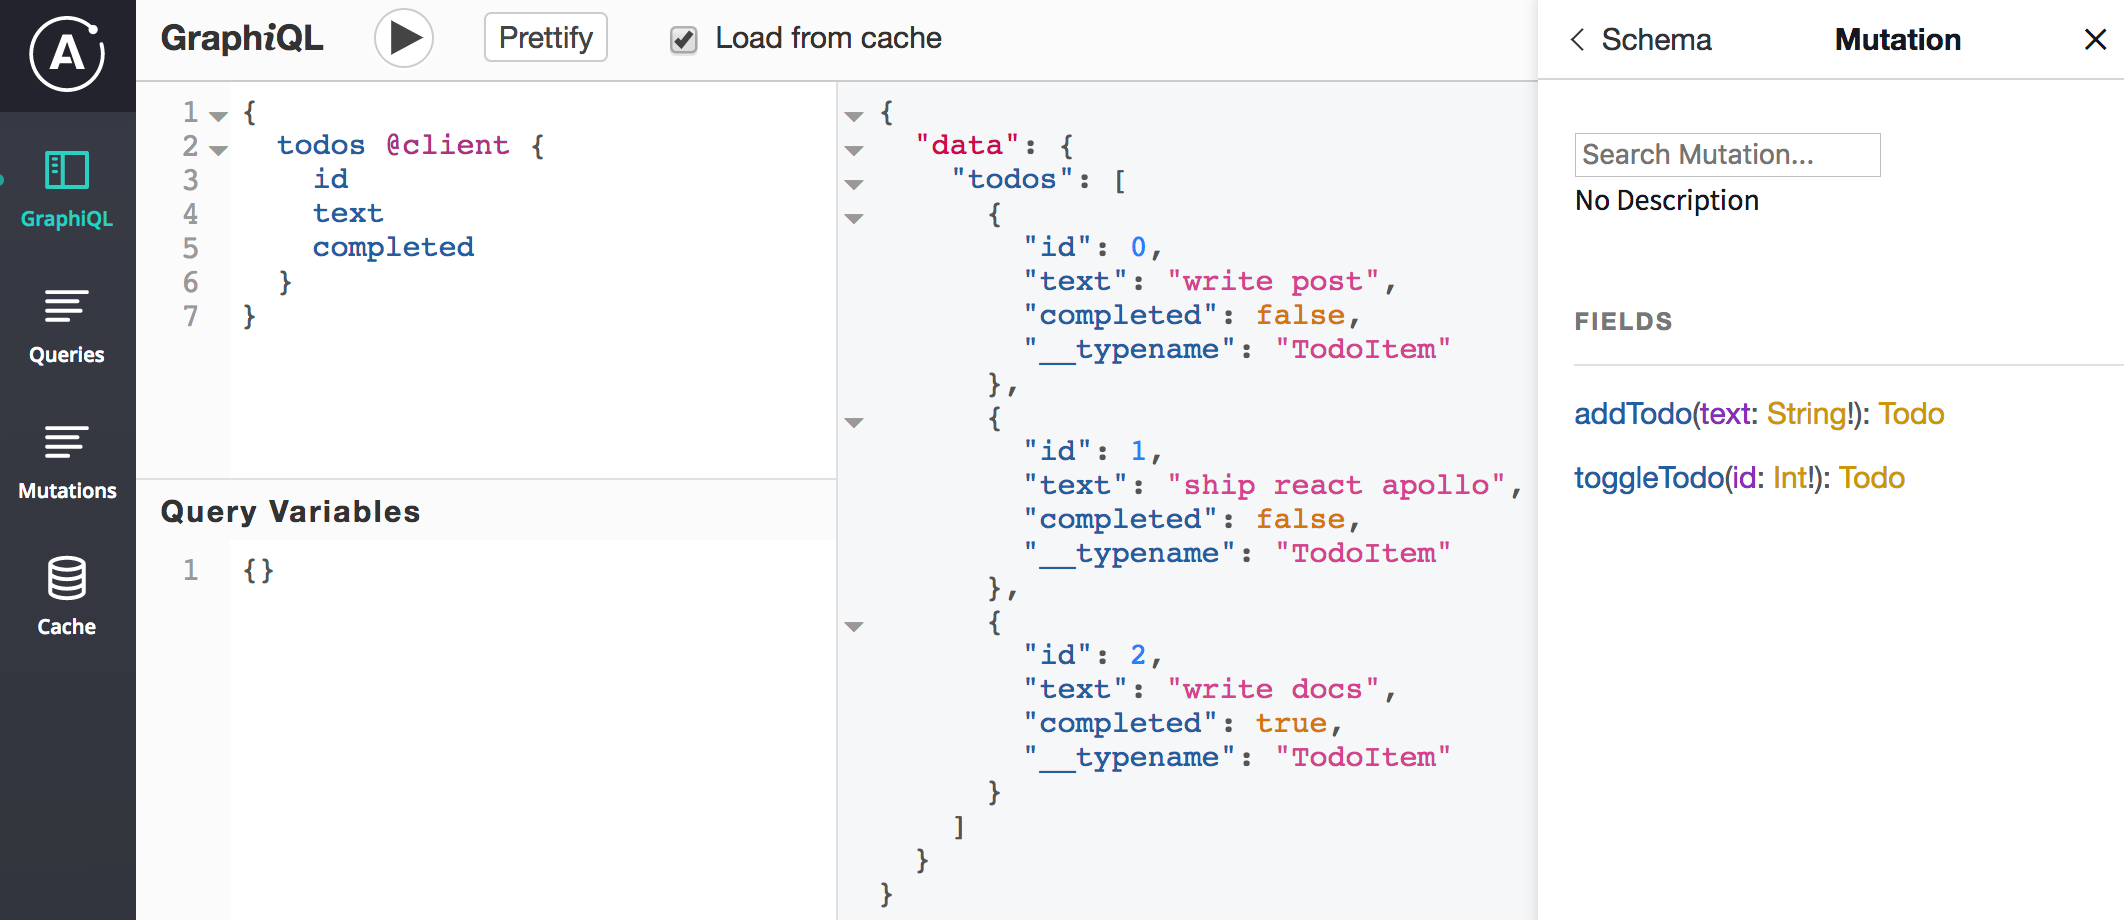 A
GraphiQL
Queries
Mutations
Cache
GraphiQL
Prettify
Load from cache
1 {
2 todos @client {
3 id
4 text
5 completed
6 }
7 }
Query Variables
1 {}
{
"data": {
"todos": [
{
"id": 0,
"text": "write post",
"completed": false,
"__typename": "TodoItem"
},
{
"id": 1,
"text": "ship react apollo",
"completed": false,
"__typename": "TodoItem"
},
{
"id": 2,
"text": "write docs",
"completed": true,
"__typename": "TodoItem"
}
]
}
}
Schema
Mutation
Search Mutation...
No Description
FIELDS
addTodo(text: String!): Todo
toggleTodo(id: Int!): Todo